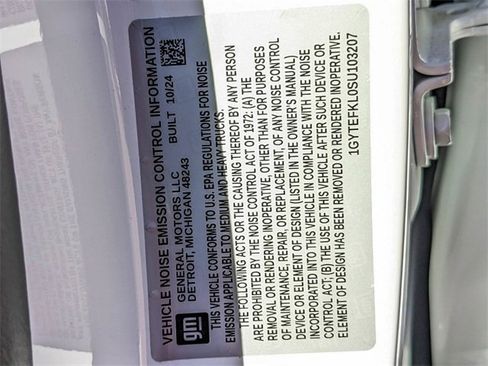 VEHICLE NOISE EMISSION CONTROL INFORMATION
gm
GENERAL MOTORS LLC
DETROIT, MICHIGAN 48243
BUILT 10/24
THIS VEHICLE CONFORMS TO U.S. EPA REGULATIONS FOR NOISE
EMISSION APPLICABLE TO MEDIUM AND HEAVY TRUCKS.
THE FOLLOWING ACTS OR THE CAUSING THEREOF BY ANY PERSON
ARE PROHIBITED BY THE NOISE CONTROL ACT OF 1972: (A) THE
REMOVAL OR RENDERING INOPERATIVE, OTHER THAN FOR PURPOSES
OF MAINTENANCE, REPAIR, OR REPLACEMENT, OF ANY NOISE CONTROL
DEVICE OR ELEMENT OF DESIGN (LISTED IN THE OWNER'S MANUAL)
INCORPORATED INTO THIS VEHICLE IN COMPLIANCE WITH THE NOISE
CONTROL ACT; (B) THE USE OF THIS VEHICLE AFTER SUCH DEVICE OR
ELEMENT OF DESIGN HAS BEEN REMOVED OR RENDERED INOPERATIVE.
1GYTEFKL0SU103207